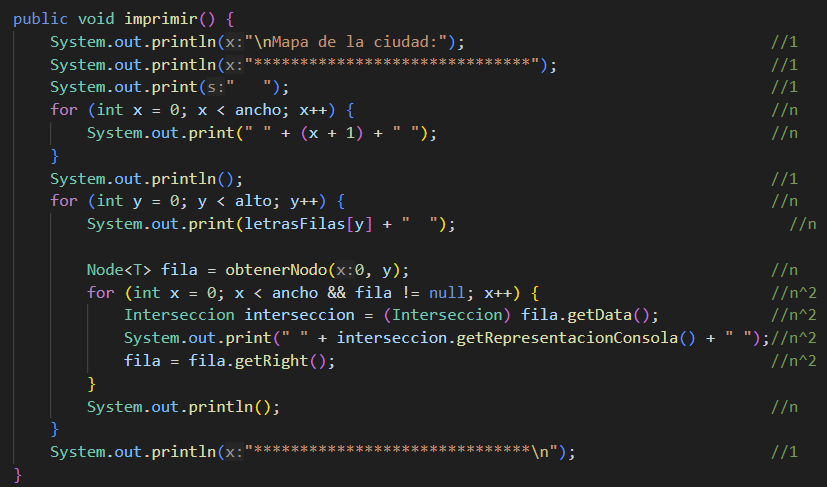 public void imprimir() {
System.out.println(x:"\nMapa de la ciudad:"); //1
System.out.println(x:"******************************"); //1
System.out.print(s:"   "); //1
for (int x = 0; x < ancho; x++) { //n
System.out.print(" " + (x + 1) + " "); //n
}
System.out.println(); //1
for (int y = 0; y < alto; y++) { //n
System.out.print(letrasFilas[y] + "  "); //n
Node<T> fila = obtenerNodo(x:0, y); //n
for (int x = 0; x < ancho && fila != null; x++) { //n^2
Interseccion interseccion = (Interseccion) fila.getData(); //n^2
System.out.print(" " + interseccion.getRepresentacionConsola() + " ");//n^2
fila = fila.getRight(); //n^2
}
System.out.println(); //n
}
System.out.println(x:"******************************\n"); //1
}